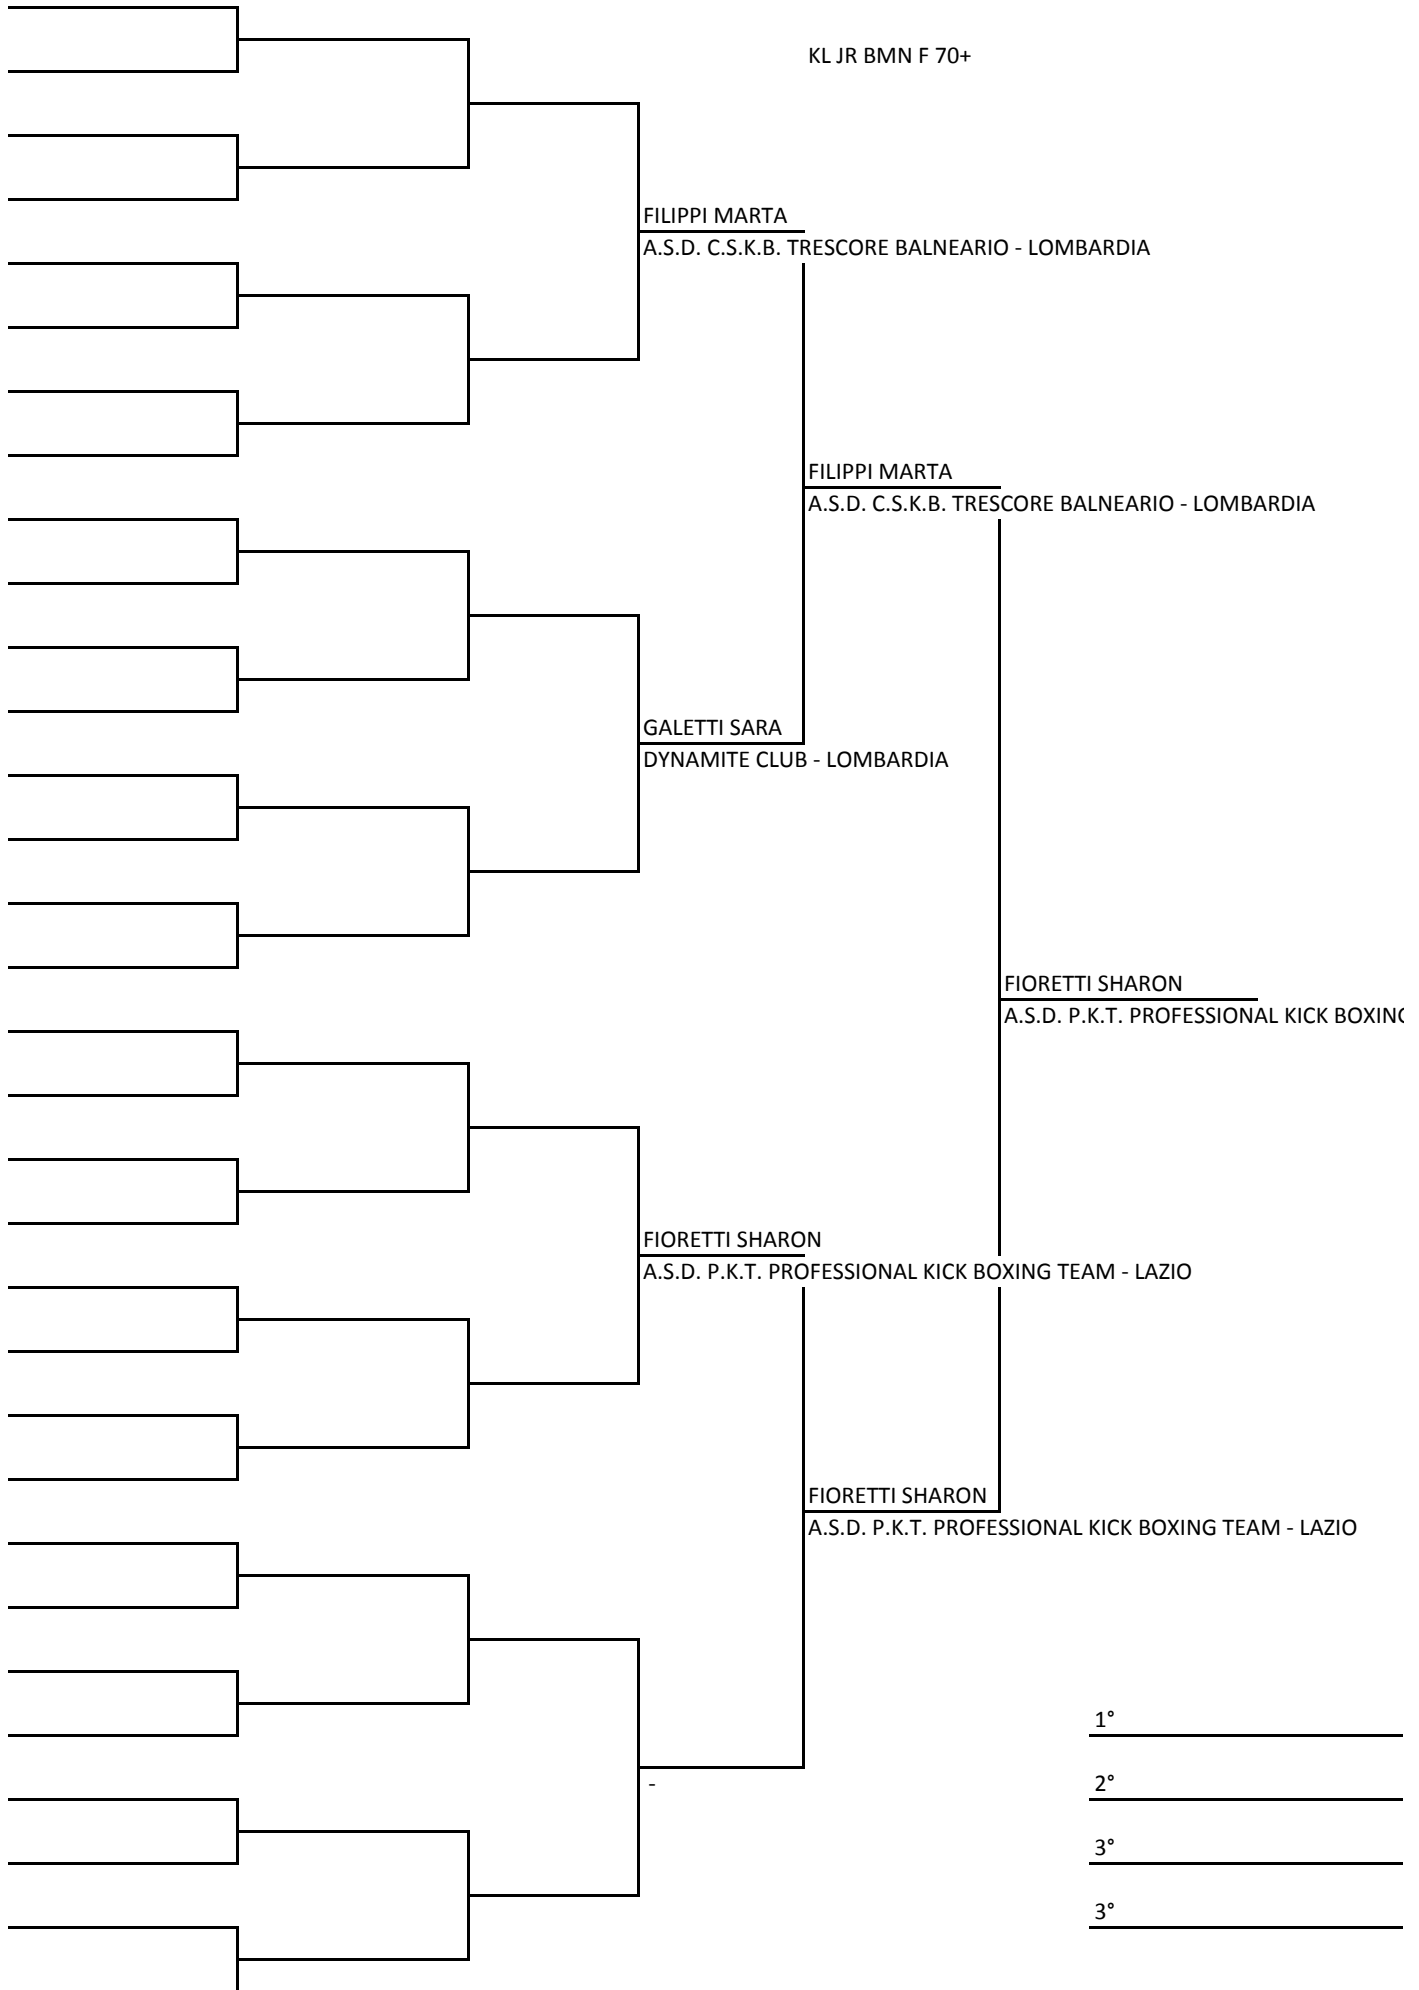 KL JR BMN F 70+
FILIPPI MARTA
A.S.D. C.S.K.B. TRESCORE BALNEARIO - LOMBARDIA
FILIPPI MARTA
A.S.D. C.S.K.B. TRESCORE BALNEARIO - LOMBARDIA
GALETTI SARA
DYNAMITE CLUB - LOMBARDIA
FIORETTI SHARON
A.S.D. P.K.T. PROFESSIONAL KICK BOXING
FIORETTI SHARON
A.S.D. P.K.T. PROFESSIONAL KICK BOXING TEAM - LAZIO
FIORETTI SHARON
A.S.D. P.K.T. PROFESSIONAL KICK BOXING TEAM - LAZIO
1°
-
2°
3°
3°